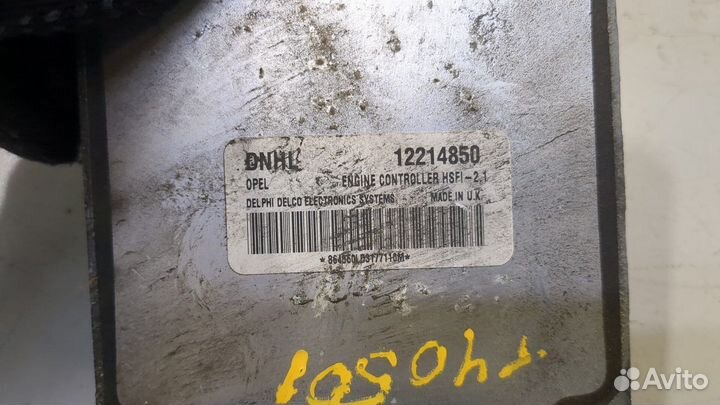 DNHL 12214850
OPEL ENGINE CONTROLLER HSFI-2,1
DELPHI DELCO ELECTRONICS SYSTEMS MADE IN U.K
Avito